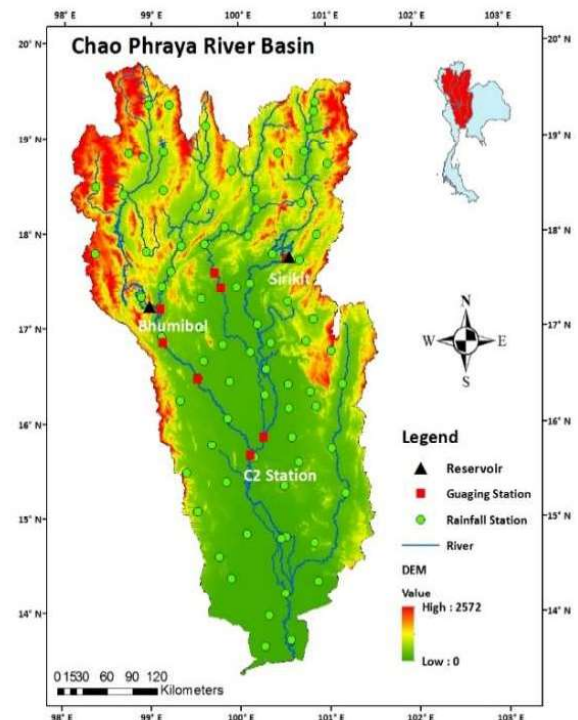 98° E 99° E 100° E 101° E 102° E 103° E
Chao Phraya River Basin
20° N 20° N
19° N 19° N
18° N 18° N
Sirikit
Bhumibol
17° N 17° N
N
W E
S
16° N 16° N
Legend
Reservoir
C2 Station
Guaging Station
15° N 15° N
Rainfall Station
River
DEM
Value
High : 2572
14° N 14° N
Low : 0
0 15 30 60 90 120
Kilometers
98° E 99° E 100° E 101° E 102° E 103° E